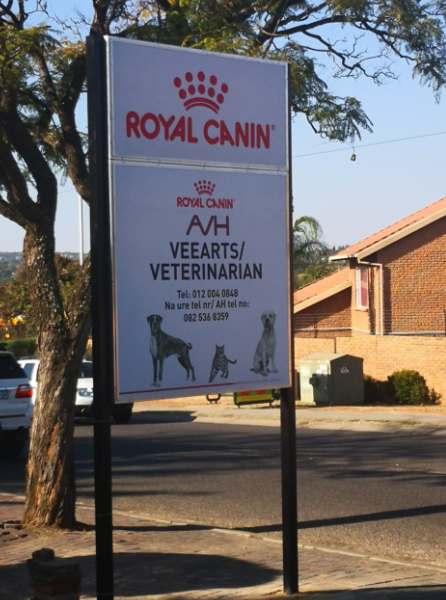 ROYAL CANIN®
ROYAL CANIN
AVH
VEEARTS/
VETERINARIAN
Tel: 012 004 0848
Na ure tel nr/ AH tel no:
082 536 8359